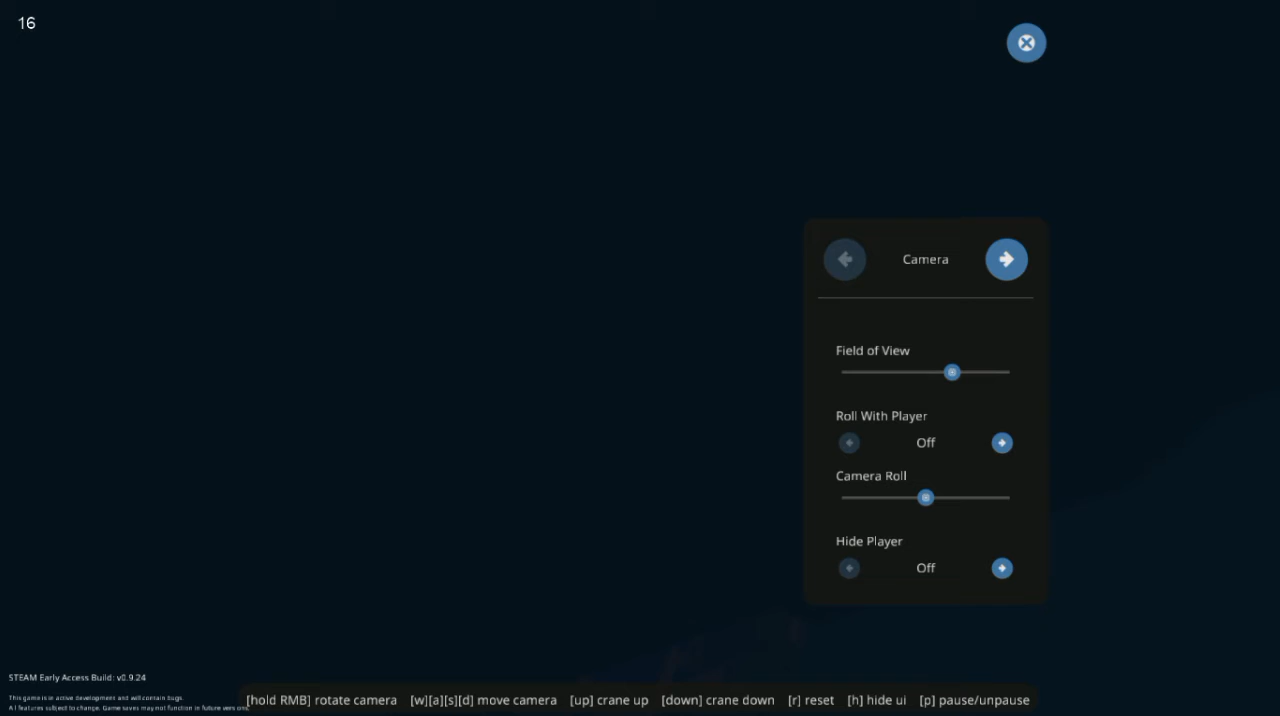 16
Camera
Field of View
Roll With Player
Off
Camera Roll
Hide Player
Off
STEAM Early Access Build: v0.9.24
This game is in active development and will contain bugs.
All features subject to change. Game saves may not function in future versions.
[hold RMB] rotate camera [w][a][s][d] move camera [up] crane up [down] crane down [r] reset [h] hide ui [p] pause/unpause